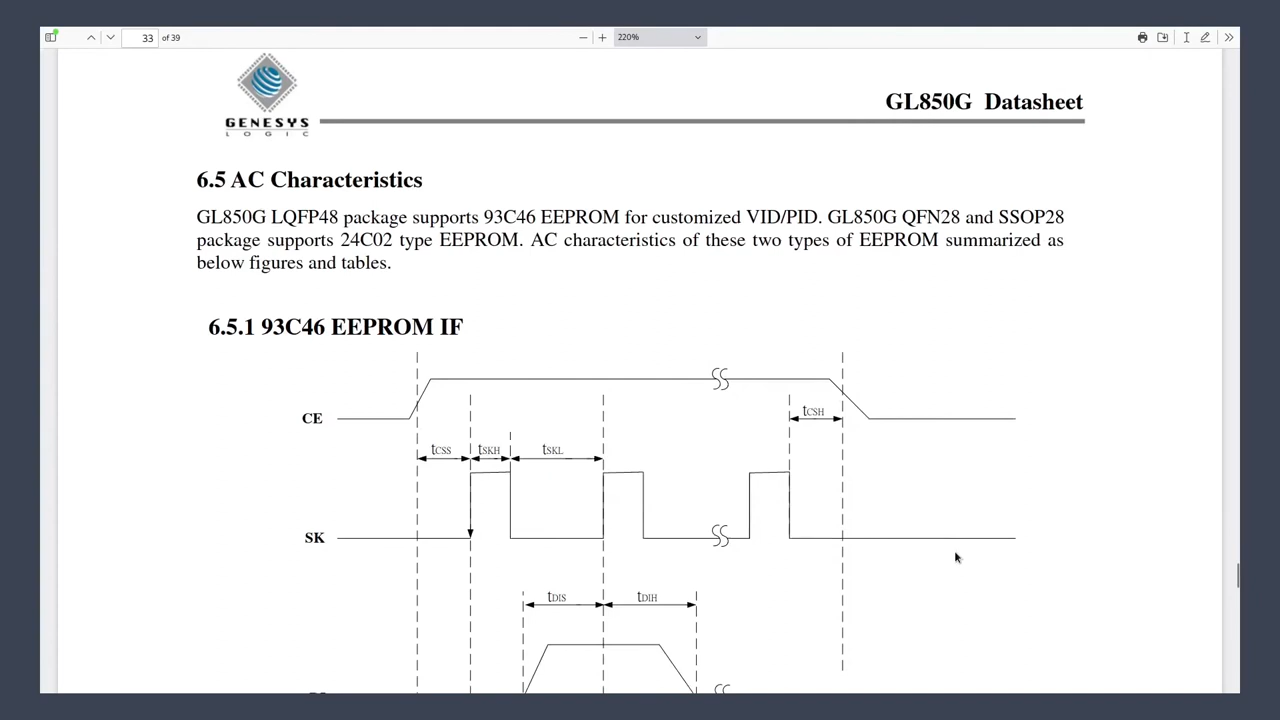 33 of 39
220%
GENESYS
LOGIC
GL850G Datasheet
6.5 AC Characteristics
GL850G LQFP48 package supports 93C46 EEPROM for customized VID/PID. GL850G QFN28 and SSOP28
package supports 24C02 type EEPROM. AC characteristics of these two types of EEPROM summarized as
below figures and tables.
6.5.1 93C46 EEPROM IF
CE
tCSH
tCSS tSKH tSKL
SK
tDIS tDIH